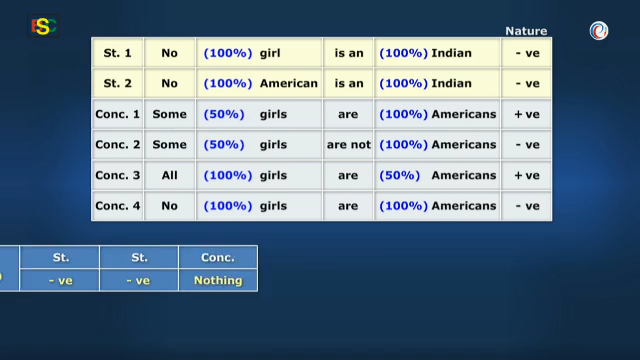 ESC
Nature
St. 1 No (100%) girl is an (100%) Indian - ve
St. 2 No (100%) American is an (100%) Indian - ve
Conc. 1 Some (50%) girls are (100%) Americans + ve
Conc. 2 Some (50%) girls are not (100%) Americans - ve
Conc. 3 All (100%) girls are (50%) Americans + ve
Conc. 4 No (100%) girls are (100%) Americans - ve
St. St. Conc.
- ve - ve Nothing